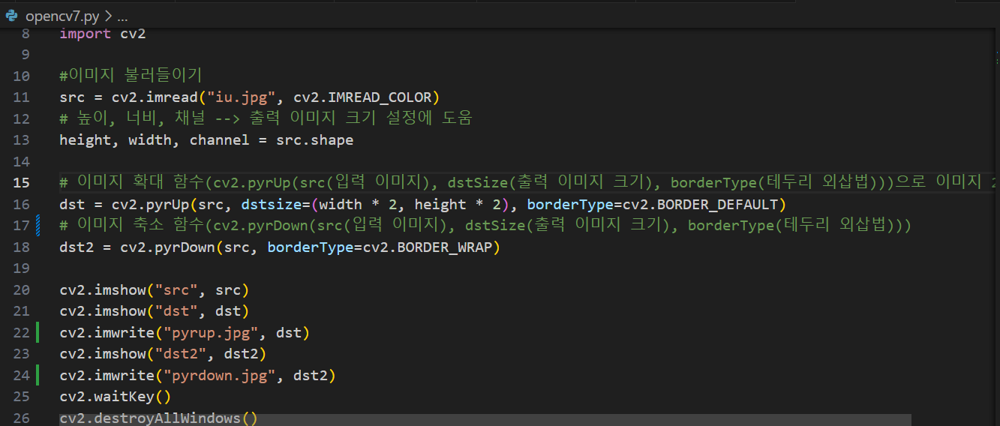 opencv7.py > ...
8 import cv2
9
10 #이미지 불러들이기
11 src = cv2.imread("iu.jpg", cv2.IMREAD_COLOR)
12 # 높이, 너비, 채널 --> 출력 이미지 크기 설정에 도움
13 height, width, channel = src.shape
14
15 # 이미지 확대 함수(cv2.pyrUp(src(입력 이미지), dstSize(출력 이미지 크기), borderType(테두리 외삽법)))으로 이미지
16 dst = cv2.pyrUp(src, dstsize=(width * 2, height * 2), borderType=cv2.BORDER_DEFAULT)
17 # 이미지 축소 함수(cv2.pyrDown(src(입력 이미지), dstSize(출력 이미지 크기), borderType(테두리 외삽법)))
18 dst2 = cv2.pyrDown(src, borderType=cv2.BORDER_WRAP)
19
20 cv2.imshow("src", src)
21 cv2.imshow("dst", dst)
22 cv2.imwrite("pyrup.jpg", dst)
23 cv2.imshow("dst2", dst2)
24 cv2.imwrite("pyrdown.jpg", dst2)
25 cv2.waitKey()
26 cv2.destroyAllWindows()